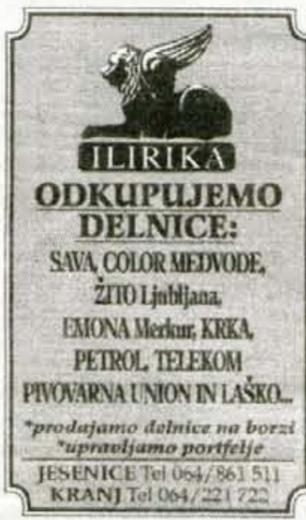 ILIRIKA
ODKUPUJEMO
DELNICE:
SAVA, COLOR MEDVODE,
ŽITO Ljubljana,
EMONA Merkur, KRKA,
PETROL, TELEKOM
PIVOVARNA UNION IN LAŠKO...
*prodajamo delnice na borzi
*upravljamo portfelje
JESENICE Tel 064/861 511
KRANJ Tel 064/221 722